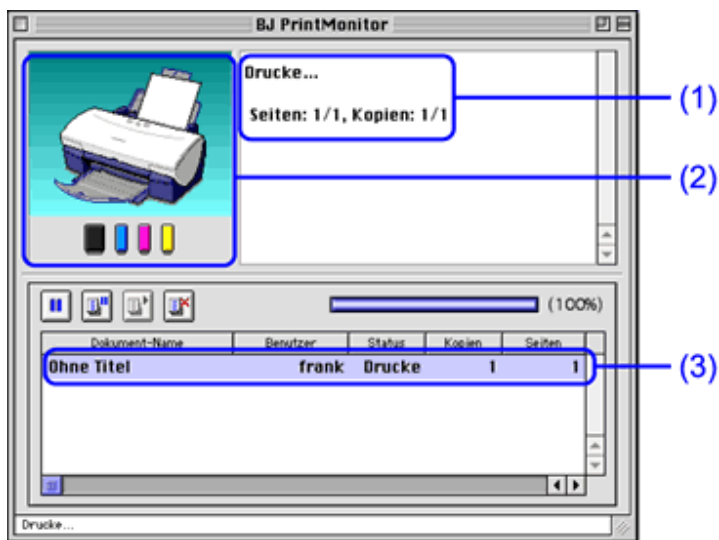 BJ PrintMonitor
Drucke...
Seiten: 1/1, Kopien: 1/1
(1)
(2)
(100%)
Dokument-Name Benutzer Status Kopien Seiten
Ohne Titel frank Drucke 1 1
(3)
Drucke...